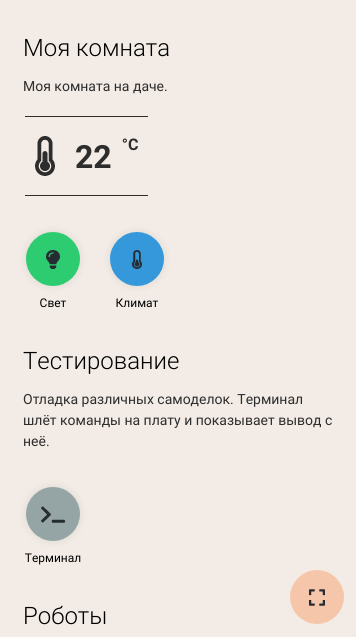 Моя комната
Моя комната на даче.
22 °C
Свет
Климат
Тестирование
Отладка различных самоделок. Терминал
шлёт команды на плату и показывает вывод с
неё.
Терминал
Роботы